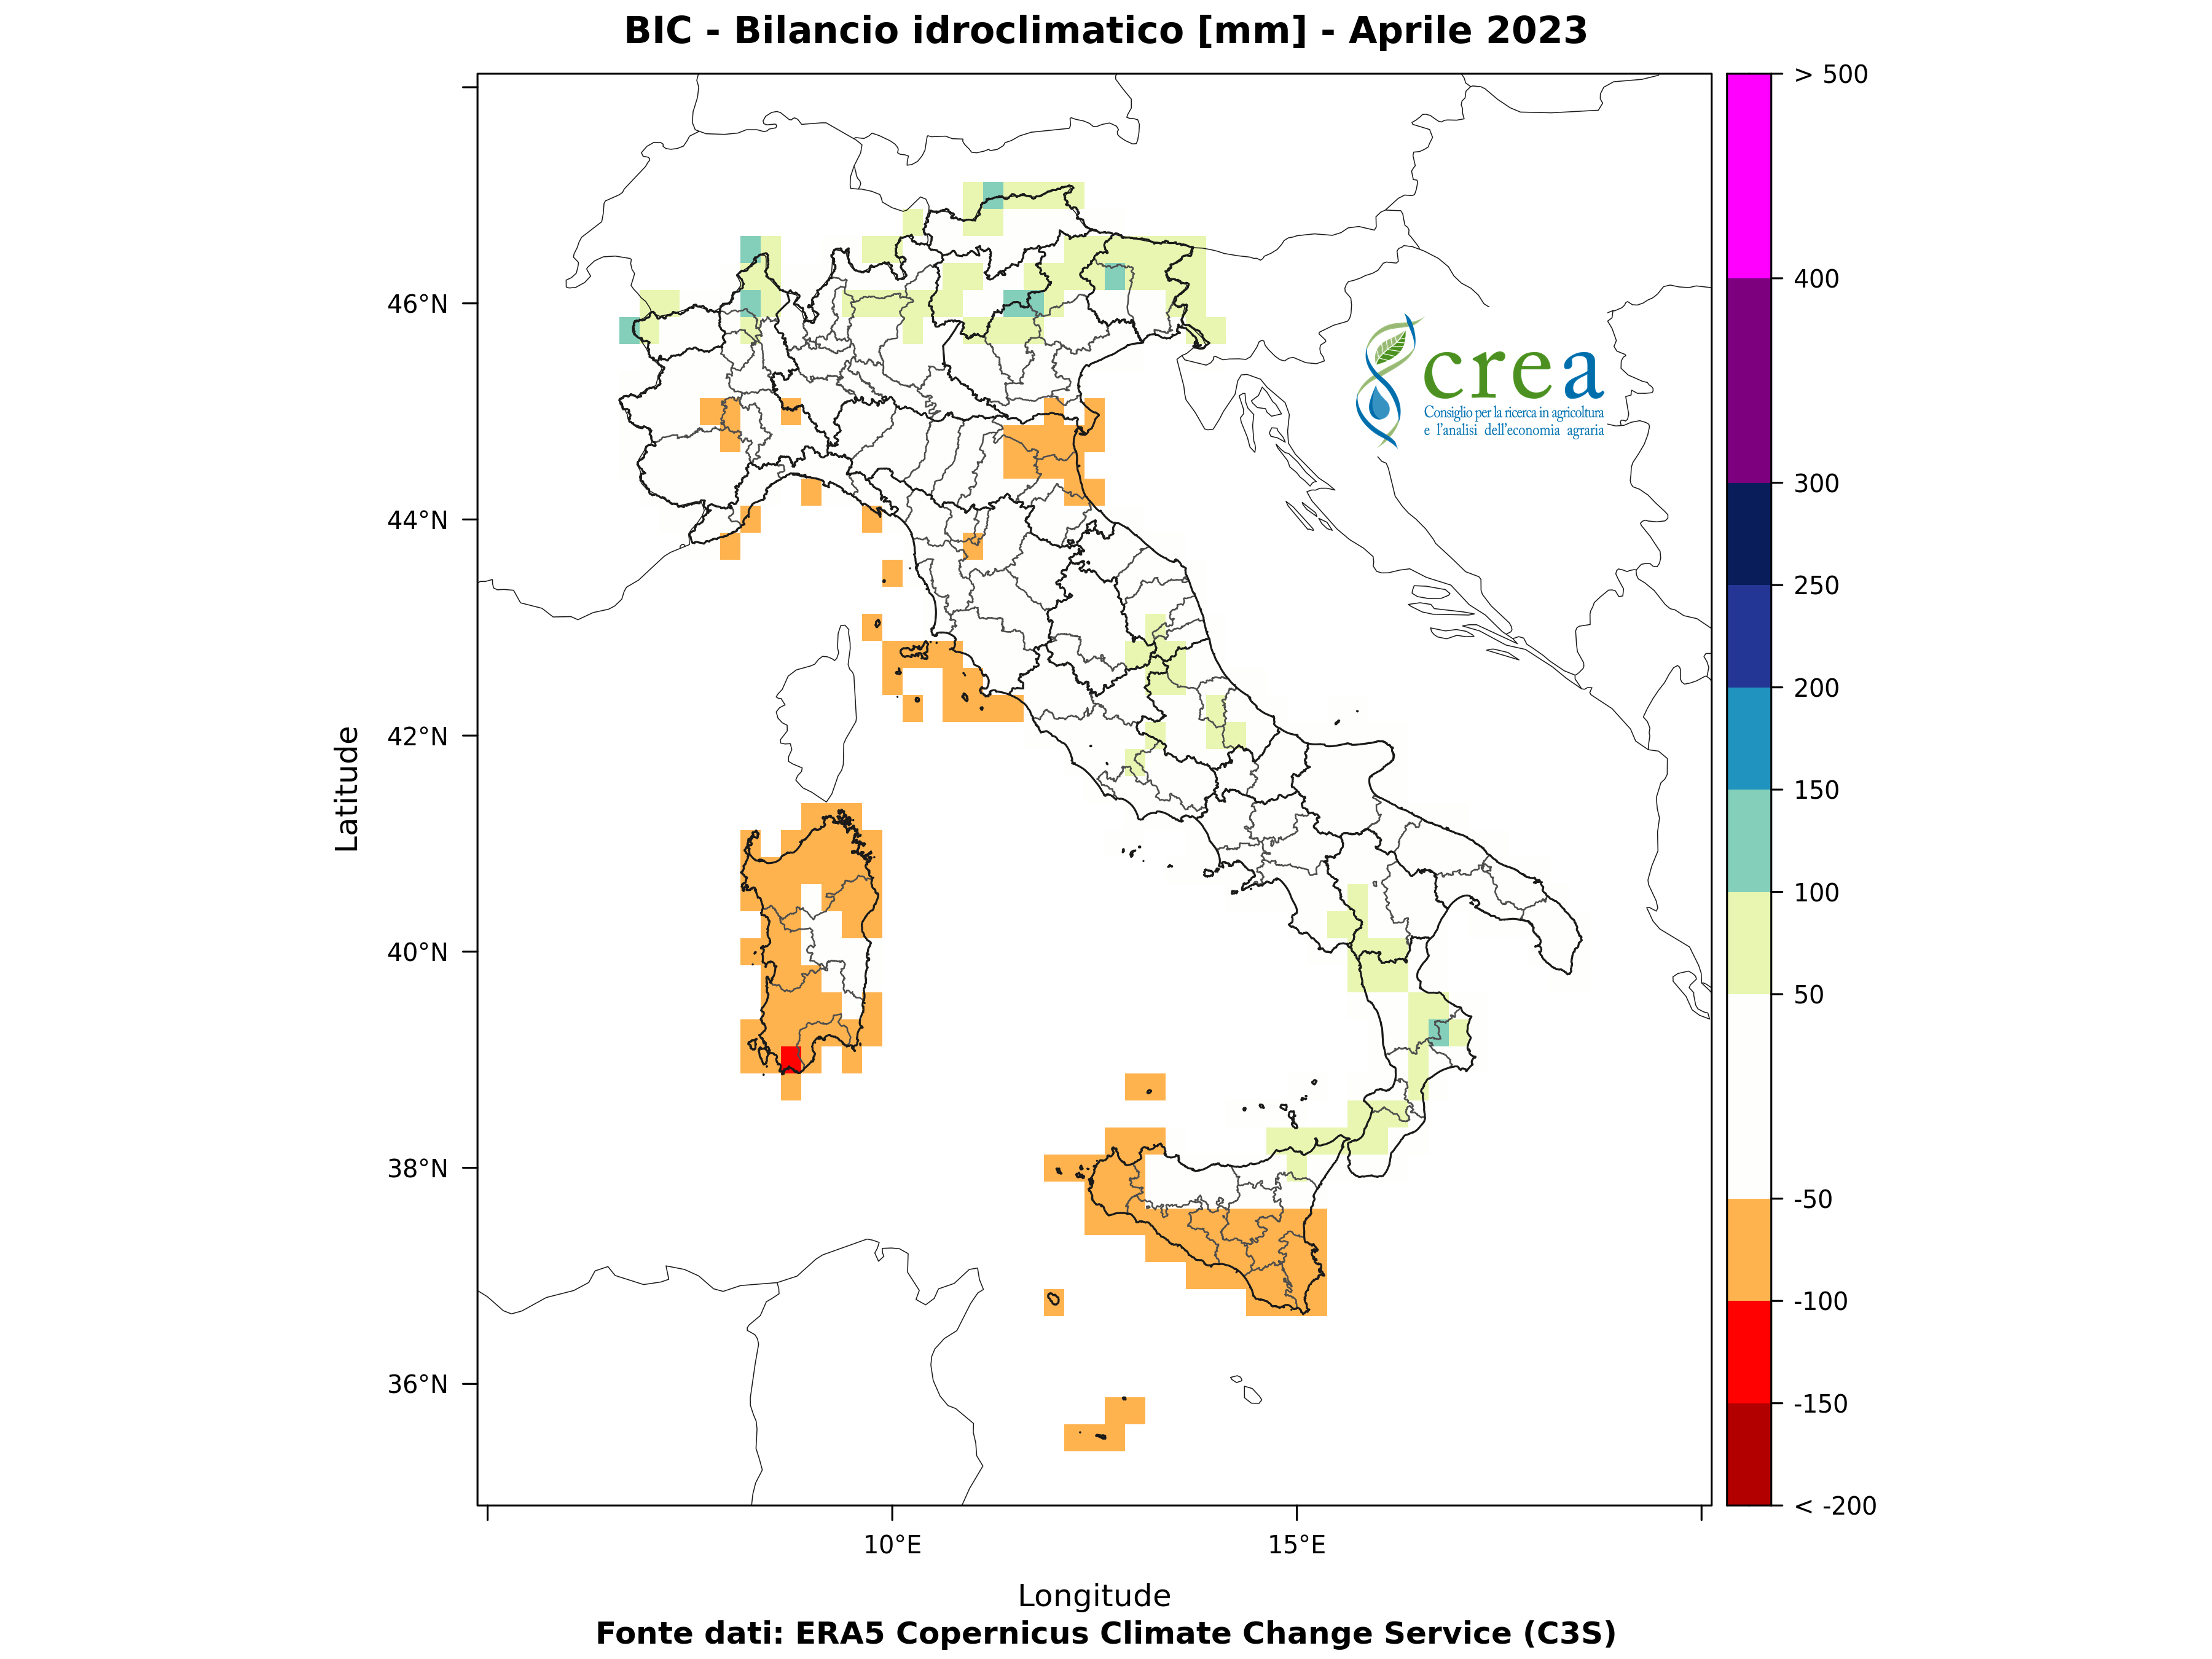 BIC - Bilancio idroclimatico [mm] - Aprile 2023
> 500
400
300
250
200
150
100
50
-50
-100
-150
< -200
46°N
44°N
42°N
40°N
38°N
36°N
Latitude
crea
Consiglio per la ricerca in agricoltura
e l'analisi dell'economia agraria
10°E
15°E
Longitude
Fonte dati: ERA5 Copernicus Climate Change Service (C3S)